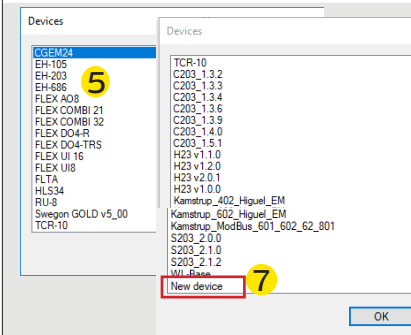 Devices
CGEM24
EH-105
EH-203
EH-686
FLEX AO8
FLEX COMBI 21
FLEX COMBI 32
FLEX DO4-R
FLEX DO4-TRS
FLEX UI 16
FLEX UI8
FLTA
HLS34
RU-8
Swegon GOLD v5_00
TCR-10
5
Devices
TCR-10
C203_1.3.2
C203_1.3.3
C203_1.3.4
C203_1.3.6
C203_1.3.9
C203_1.4.0
C203_1.5.1
H23 v1.1.0
H23 v1.2.0
H23 v2.0.1
H23 v1.0.0
Kamstrup_402_Higuel_EM
Kamstrup_602_Higuel_EM
Kamstrup_ModBus_601_602_62_801
S203_2.0.0
S203_2.1.0
S203_2.1.2
WL-Base
New device
7
OK